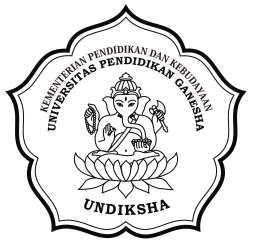 KEMENTERIAN PENDIDIKAN DAN KEBUDAYAAN
UNIVERSITAS PENDIDIKAN GANESHA
UNDIKSHA